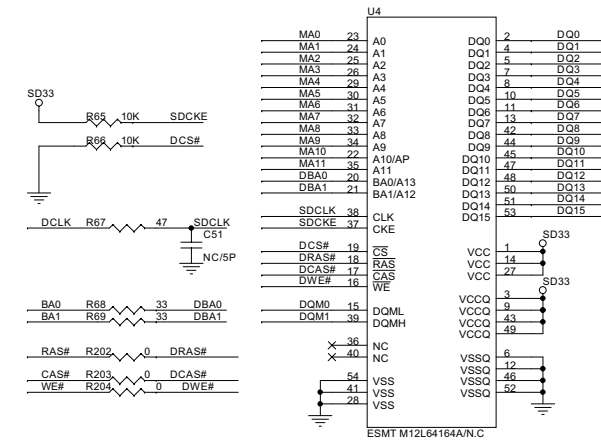 U4
MA0 23 A0 DQ0 2 DQ0
MA1 24 A1 DQ1 4 DQ1
MA2 25 A2 DQ2 5 DQ2
MA3 26 A3 DQ3 7 DQ3
MA4 29 A4 DQ4 8 DQ4
MA5 30 A5 DQ5 10 DQ5
MA6 31 A6 DQ6 11 DQ6
MA7 32 A7 DQ7 13 DQ7
MA8 33 A8 DQ8 42 DQ8
MA9 34 A9 DQ9 44 DQ9
MA10 22 A10/AP DQ10 45 DQ10
MA11 35 A11 DQ11 47 DQ11
DBA0 20 BA0/A13 DQ12 48 DQ12
DBA1 21 BA1/A12 DQ13 50 DQ13
DQ14 51 DQ14
DQ15 53 DQ15
SDCLK 38 CLK
SDCKE 37 CKE
SD33
DCS# 19 CS VCC 1
DRAS# 18 RAS VCC 14
DCAS# 17 CAS VCC 27
DWE# 16 WE
SD33
VCCQ 3
DQM0 15 DQML VCCQ 9
DQM1 39 DQMH VCCQ 43
VCCQ 49
36 NC
40 NC
VSSQ 6
VSSQ 12
54 VSS VSSQ 46
41 VSS VSSQ 52
28 VSS
ESMT M12L64164A/N.C
SD33
R65 10K SDCKE
R66 10K DCS#
DCLK R67 47 SDCLK
C51
NC/5P
BA0 R68 33 DBA0
BA1 R69 33 DBA1
RAS# R202 0 DRAS#
CAS# R203 0 DCAS#
WE# R204 0 DWE#